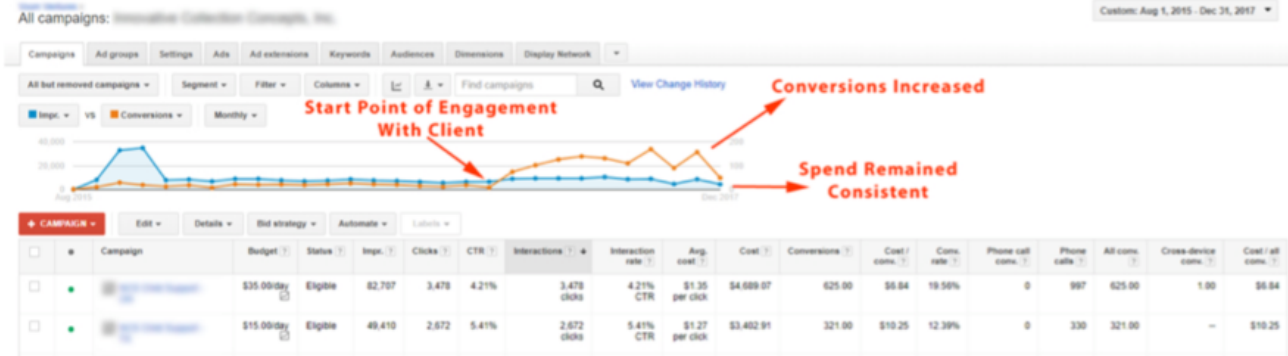 All campaigns:
Custom: Aug 1, 2015 - Dec 31, 2017
Campaigns Ad groups Settings Ads Ad extensions Keywords Audiences Dimensions Display Network
All but removed campaigns Segment Filter Columns Find campaigns View Change History
Impr. VS Conversions Monthly
Start Point of Engagement
With Client
Conversions Increased
Spend Remained
Consistent
40,000
200
20,000
100
0
Aug 2015
Dec 2017
+ CAMPAIGN Edit Details Bid strategy Automate Labels
Campaign Budget ? Status ? Impr. ? Clicks ? CTR ? Interactions ? Interaction rate ? Avg. cost ? Cost ? Conversions ? Cost / conv. ? Conv. rate ? Phone call conv. ? Phone calls ? All conv. ? Cross-device conv. ? Cost / all conv. ?
$35.00/day Eligible 82,707 3,478 4.21% 3,478 clicks 4.21% CTR $1.35 per click $4,689.07 625.00 $6.84 19.56% 0 997 625.00 1.00 $6.84
$15.00/day Eligible 49,410 2,672 5.41% 2,672 clicks 5.41% CTR $1.27 per click $3,402.91 321.00 $10.25 12.39% 0 330 321.00 -- $10.25